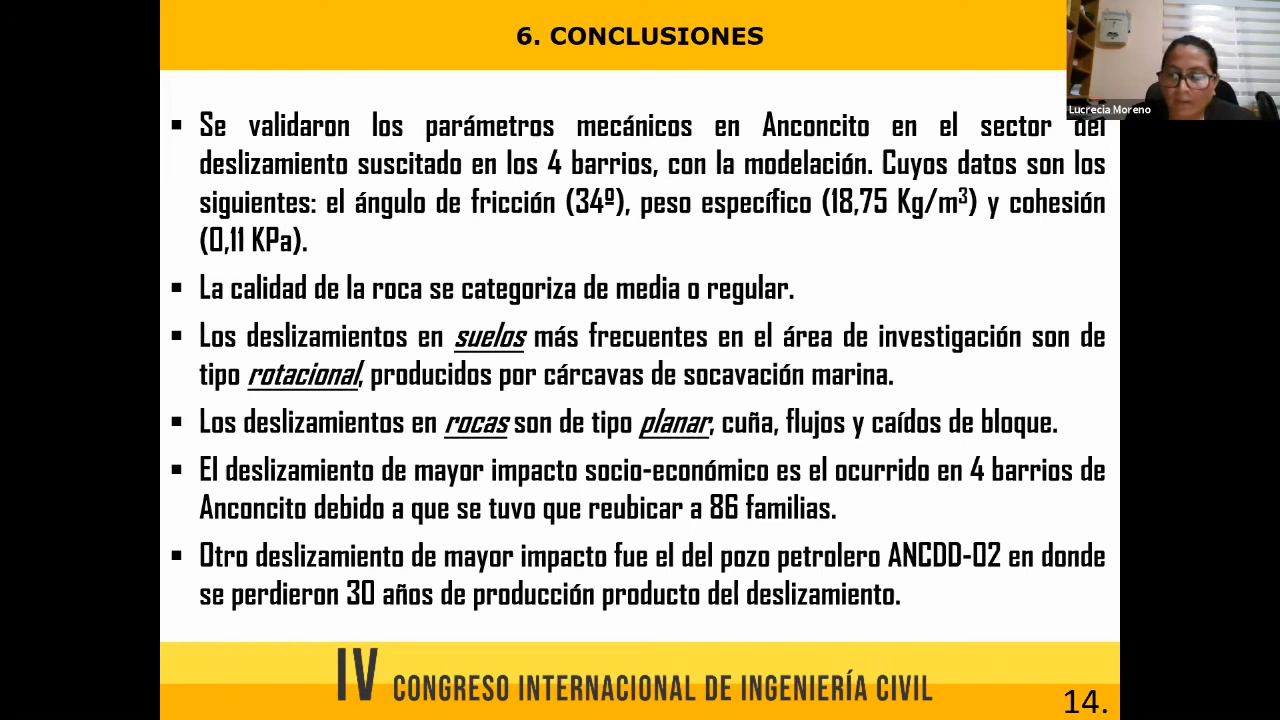 6. CONCLUSIONES
Lucrecia Moreno
▪ Se validaron los parámetros mecánicos en Anconcito en el sector del
deslizamiento suscitado en los 4 barrios, con la modelación. Cuyos datos son los
siguientes: el ángulo de fricción (34º), peso específico (18,75 Kg/m³) y cohesión
(0,11 KPa).
▪ La calidad de la roca se categoriza de media o regular.
▪ Los deslizamientos en suelos más frecuentes en el área de investigación son de
tipo rotacional, producidos por cárcavas de socavación marina.
▪ Los deslizamientos en rocas son de tipo planar, cuña, flujos y caídos de bloque.
▪ El deslizamiento de mayor impacto socio-económico es el ocurrido en 4 barrios de
Anconcito debido a que se tuvo que reubicar a 86 familias.
▪ Otro deslizamiento de mayor impacto fue el del pozo petrolero ANCDD-02 en donde
se perdieron 30 años de producción producto del deslizamiento.
IV CONGRESO INTERNACIONAL DE INGENIERÍA CIVIL
14.